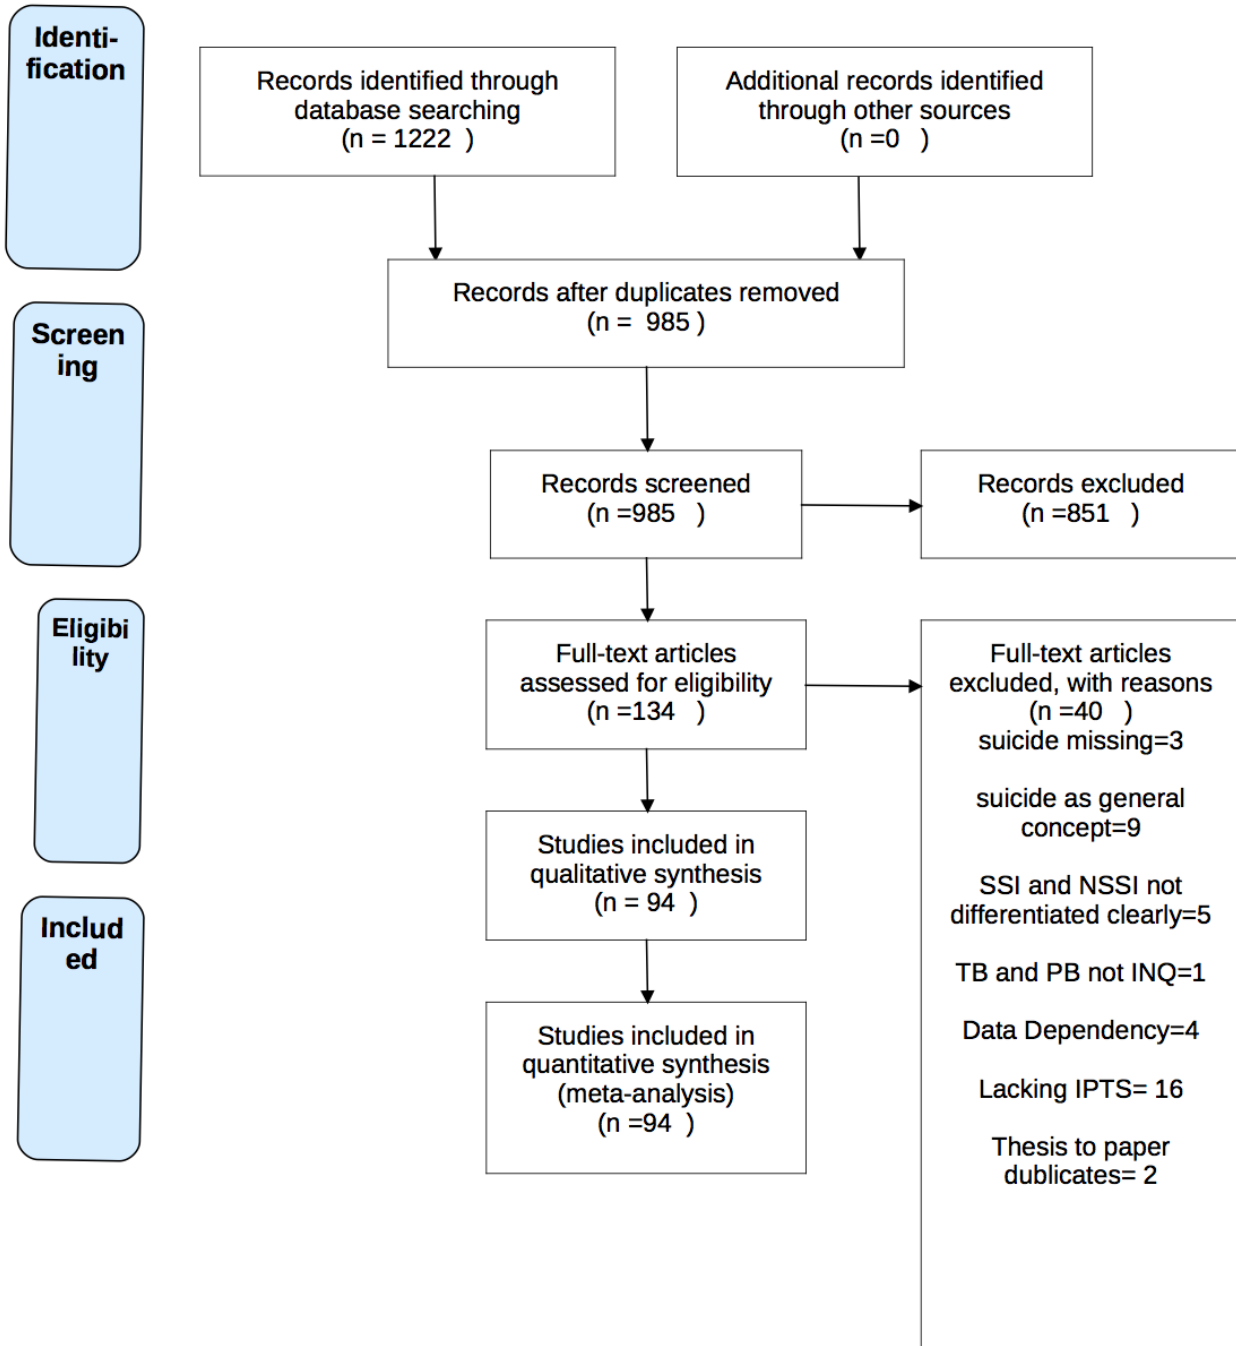 Identi-
fication
Records identified through
database searching
(n = 1222  )
Additional records identified
through other sources
(n =0  )
Records after duplicates removed
(n =  985 )
Screen
ing
Records screened
(n =985  )
Records excluded
(n =851  )
Eligibi
lity
Full-text articles
assessed for eligibility
(n =134  )
Full-text articles
excluded, with reasons
(n =40  )
suicide missing=3
suicide as general
concept=9
SSI and NSSI not
differentiated clearly=5
TB and PB not INQ=1
Data Dependency=4
Lacking IPTS= 16
Thesis to paper
dublicates= 2
Studies included in
qualitative synthesis
(n = 94  )
Includ
ed
Studies included in
quantitative synthesis
(meta-analysis)
(n =94  )